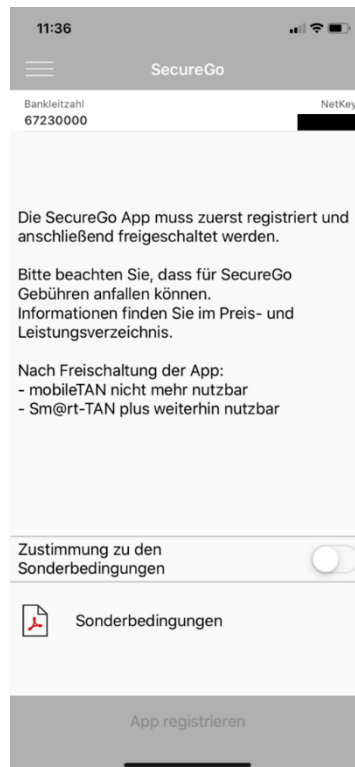 11:36
SecureGo
Bankleitzahl
NetKey
67230000
Die SecureGo App muss zuerst registriert und
anschließend freigeschaltet werden.
Bitte beachten Sie, dass für SecureGo
Gebühren anfallen können.
Informationen finden Sie im Preis- und
Leistungsverzeichnis.
Nach Freischaltung der App:
- mobileTAN nicht mehr nutzbar
- Sm@rt-TAN plus weiterhin nutzbar
Zustimmung zu den
Sonderbedingungen
Sonderbedingungen
App registrieren